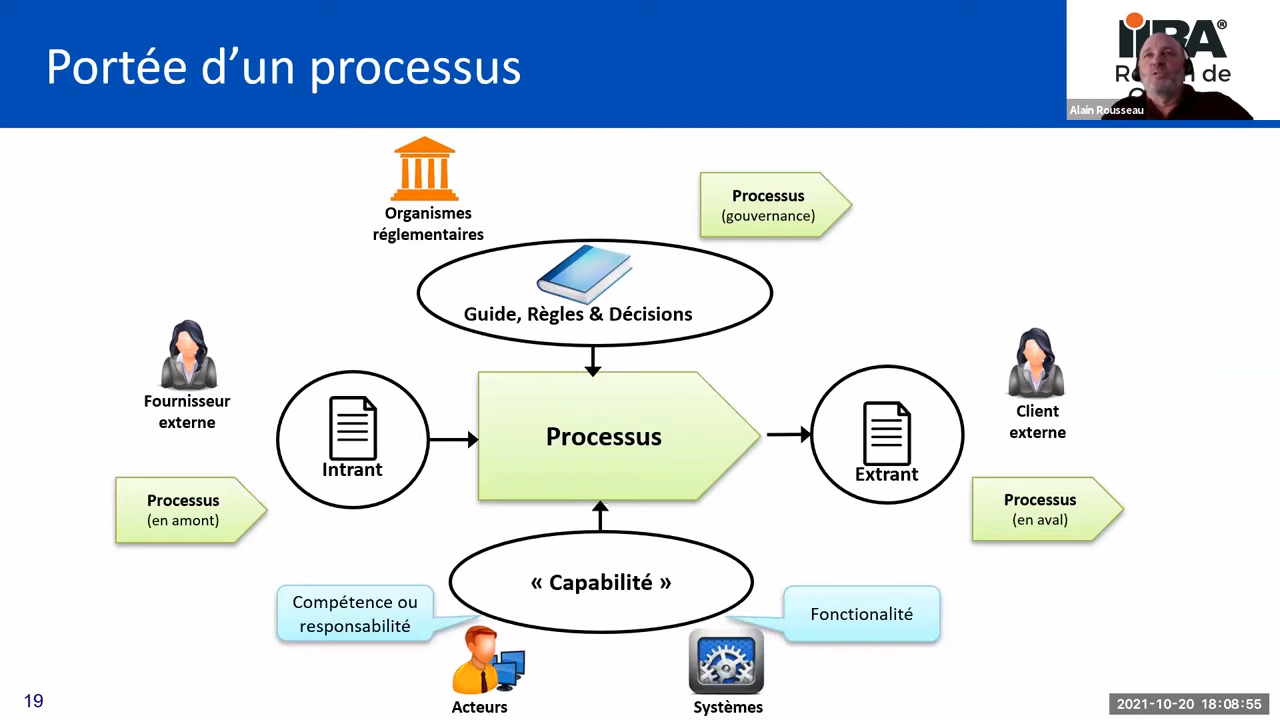 Portée d’un processus
IIBA®
Alain Rousseau
Organismes
réglementaires
Processus
(gouvernance)
Guide, Règles & Décisions
Fournisseur
externe
Client
externe
Processus
Intrant
Extrant
Processus
(en amont)
Processus
(en aval)
« Capabilité »
Compétence ou
responsabilité
Fonctionalité
Acteurs
Systèmes
19
2021-10-20 18:08:55